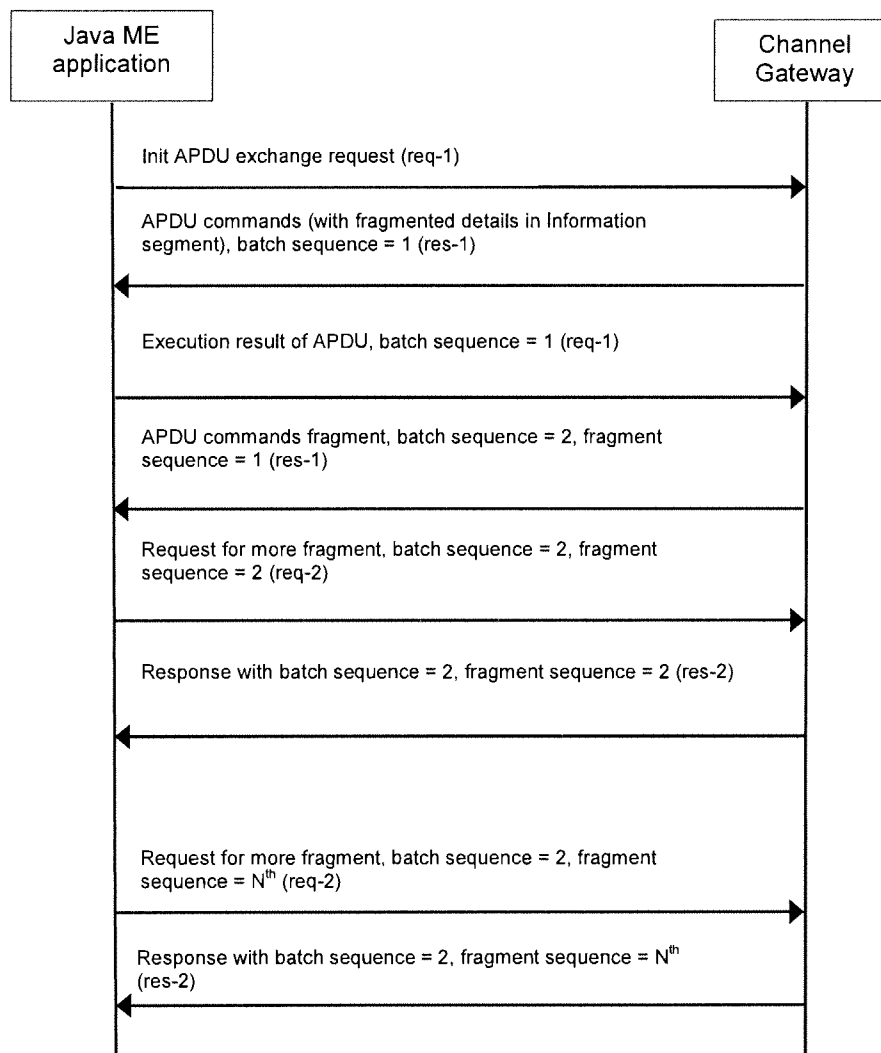 Java ME
application
Channel
Gateway
Init APDU exchange request (req-1)
APDU commands (with fragmented details in Information
segment), batch sequence = 1 (res-1)
Execution result of APDU, batch sequence = 1 (req-1)
APDU commands fragment, batch sequence = 2, fragment
sequence = 1 (res-1)
Request for more fragment, batch sequence = 2, fragment
sequence = 2 (req-2)
Response with batch sequence = 2, fragment sequence = 2 (res-2)
Request for more fragment, batch sequence = 2, fragment
sequence = Nth (req-2)
Response with batch sequence = 2, fragment sequence = Nth
(res-2)